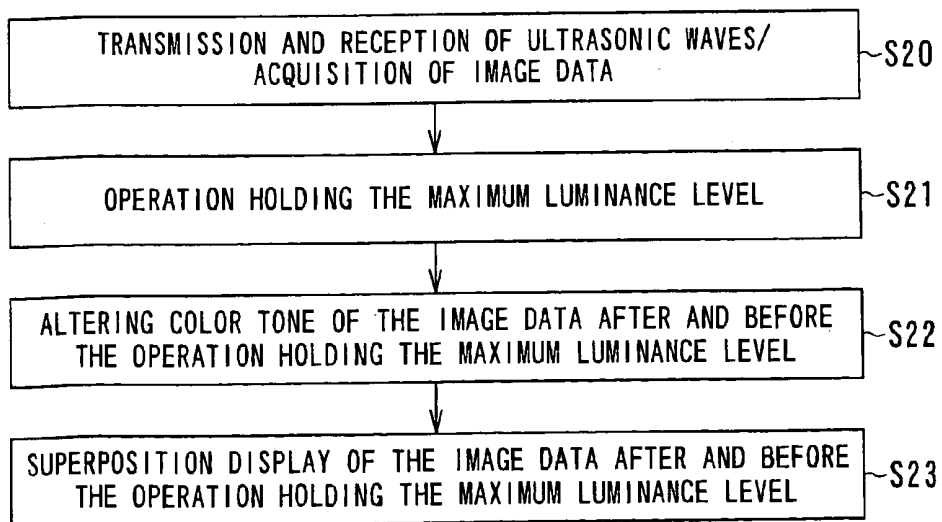 TRANSMISSION AND RECEPTION OF ULTRASONIC WAVES/
ACQUISITION OF IMAGE DATA
S20
OPERATION HOLDING THE MAXIMUM LUMINANCE LEVEL
S21
ALTERING COLOR TONE OF THE IMAGE DATA AFTER AND BEFORE
THE OPERATION HOLDING THE MAXIMUM LUMINANCE LEVEL
S22
SUPERPOSITION DISPLAY OF THE IMAGE DATA AFTER AND BEFORE
THE OPERATION HOLDING THE MAXIMUM LUMINANCE LEVEL
S23